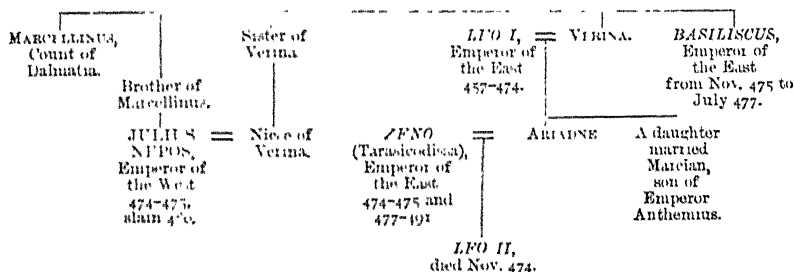 MARCELLINUS,
Count of
Dalmatia.
Brother of
Marcellinus.
Sister of
Verina
LEO I,
Emperor of
the East
457-474.
=
VERINA.
BASILISCUS,
Emperor of
the East
from Nov. 475 to
July 477.
JULIUS
NEPOS,
Emperor of
the West
474-475,
slain 480.
=
Niece of
Verina.
ZENO
(Tarasicodissa),
Emperor of
the East
474-475 and
477-491
=
ARIADNE
A daughter
married
Marcian,
son of
Emperor
Anthemius.
LEO II,
died Nov. 474.